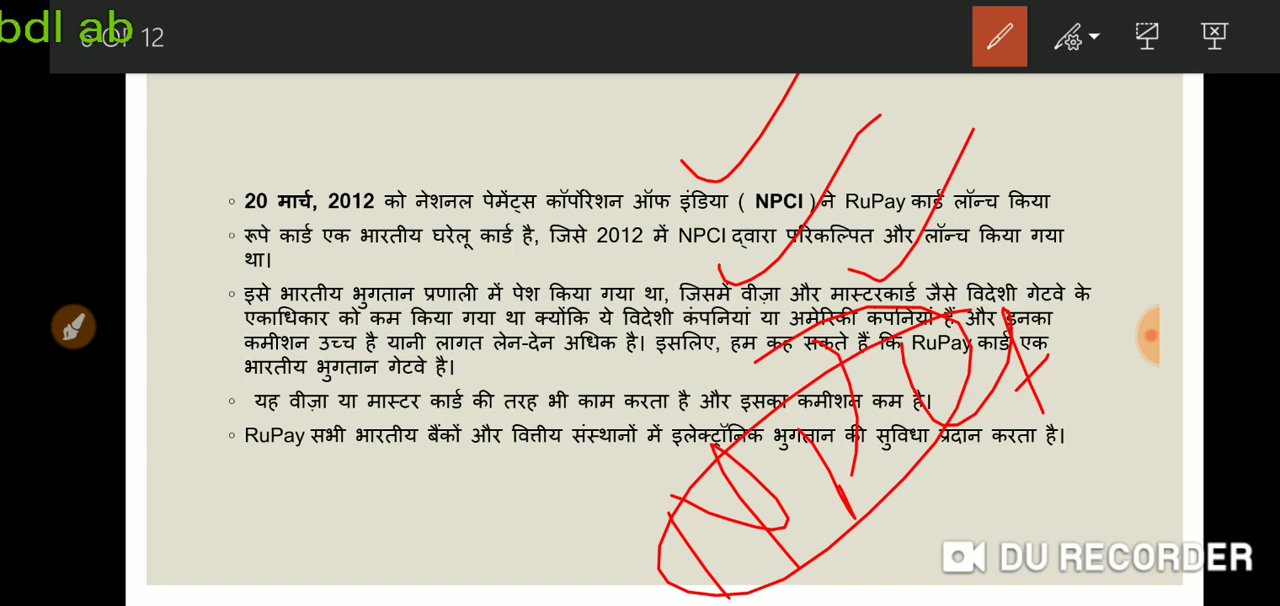 bdl ab
6 OF 12
◦ 20 मार्च, 2012 को नेशनल पेमेंट्स कॉर्पोरेशन ऑफ इंडिया ( NPCI ) ने RuPay कार्ड लॉन्च किया
◦ रूपे कार्ड एक भारतीय घरेलू कार्ड है, जिसे 2012 में NPCI द्वारा परिकल्पित और लॉन्च किया गया
था।
◦ इसे भारतीय भुगतान प्रणाली में पेश किया गया था, जिसमें वीज़ा और मास्टरकार्ड जैसे विदेशी गेटवे के
एकाधिकार को कम किया गया था क्योंकि ये विदेशी कंपनियां या अमेरिकी कंपनियां हैं और इनका
कमीशन उच्च है यानी लागत लेन-देन अधिक है। इसलिए, हम कह सकते हैं कि RuPay कार्ड एक
भारतीय भुगतान गेटवे है।
◦ यह वीज़ा या मास्टर कार्ड की तरह भी काम करता है और इसका कमीशन कम है।
◦ RuPay सभी भारतीय बैंकों और वित्तीय संस्थानों में इलेक्ट्रॉनिक भुगतान की सुविधा प्रदान करता है।
DU RECORDER